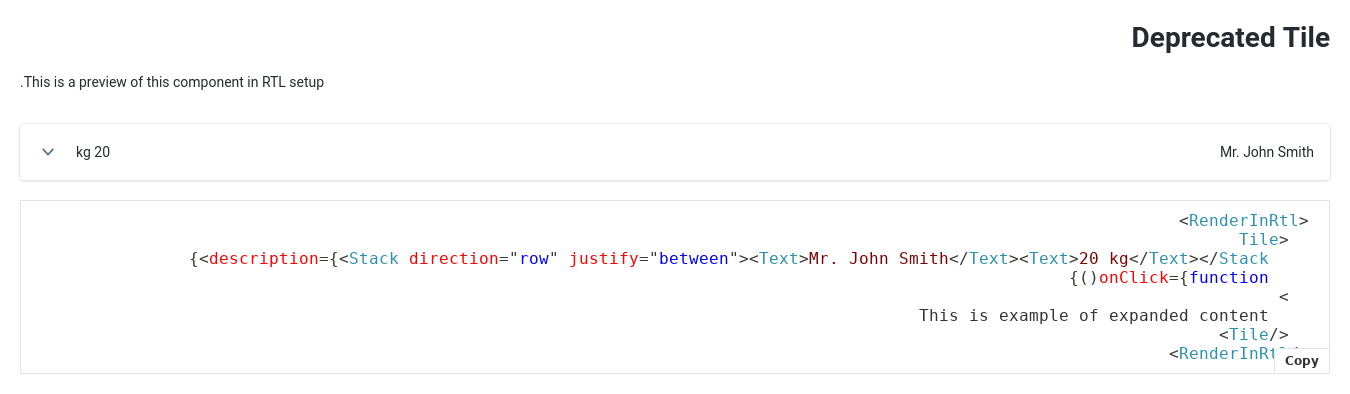 Deprecated Tile
.This is a preview of this component in RTL setup
Mr. John Smith
kg 20
<RenderInRtl>
Tile>
{<description={<Stack direction="row" justify="between"><Text>Mr. John Smith</Text><Text>20 kg</Text></Stack
{()onClick={function
<
This is example of expanded content
<Tile/>
<RenderInRtl
Copy